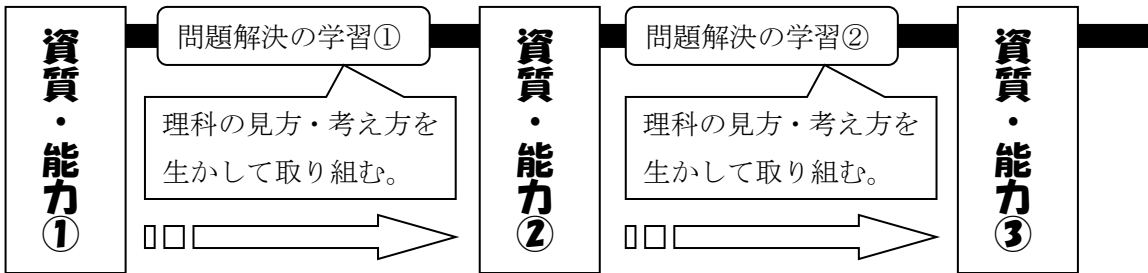 資質・能力①
問題解決の学習①
理科の見方・考え方を
生かして取り組む。
資質・能力②
問題解決の学習②
理科の見方・考え方を
生かして取り組む。
資質・能力③